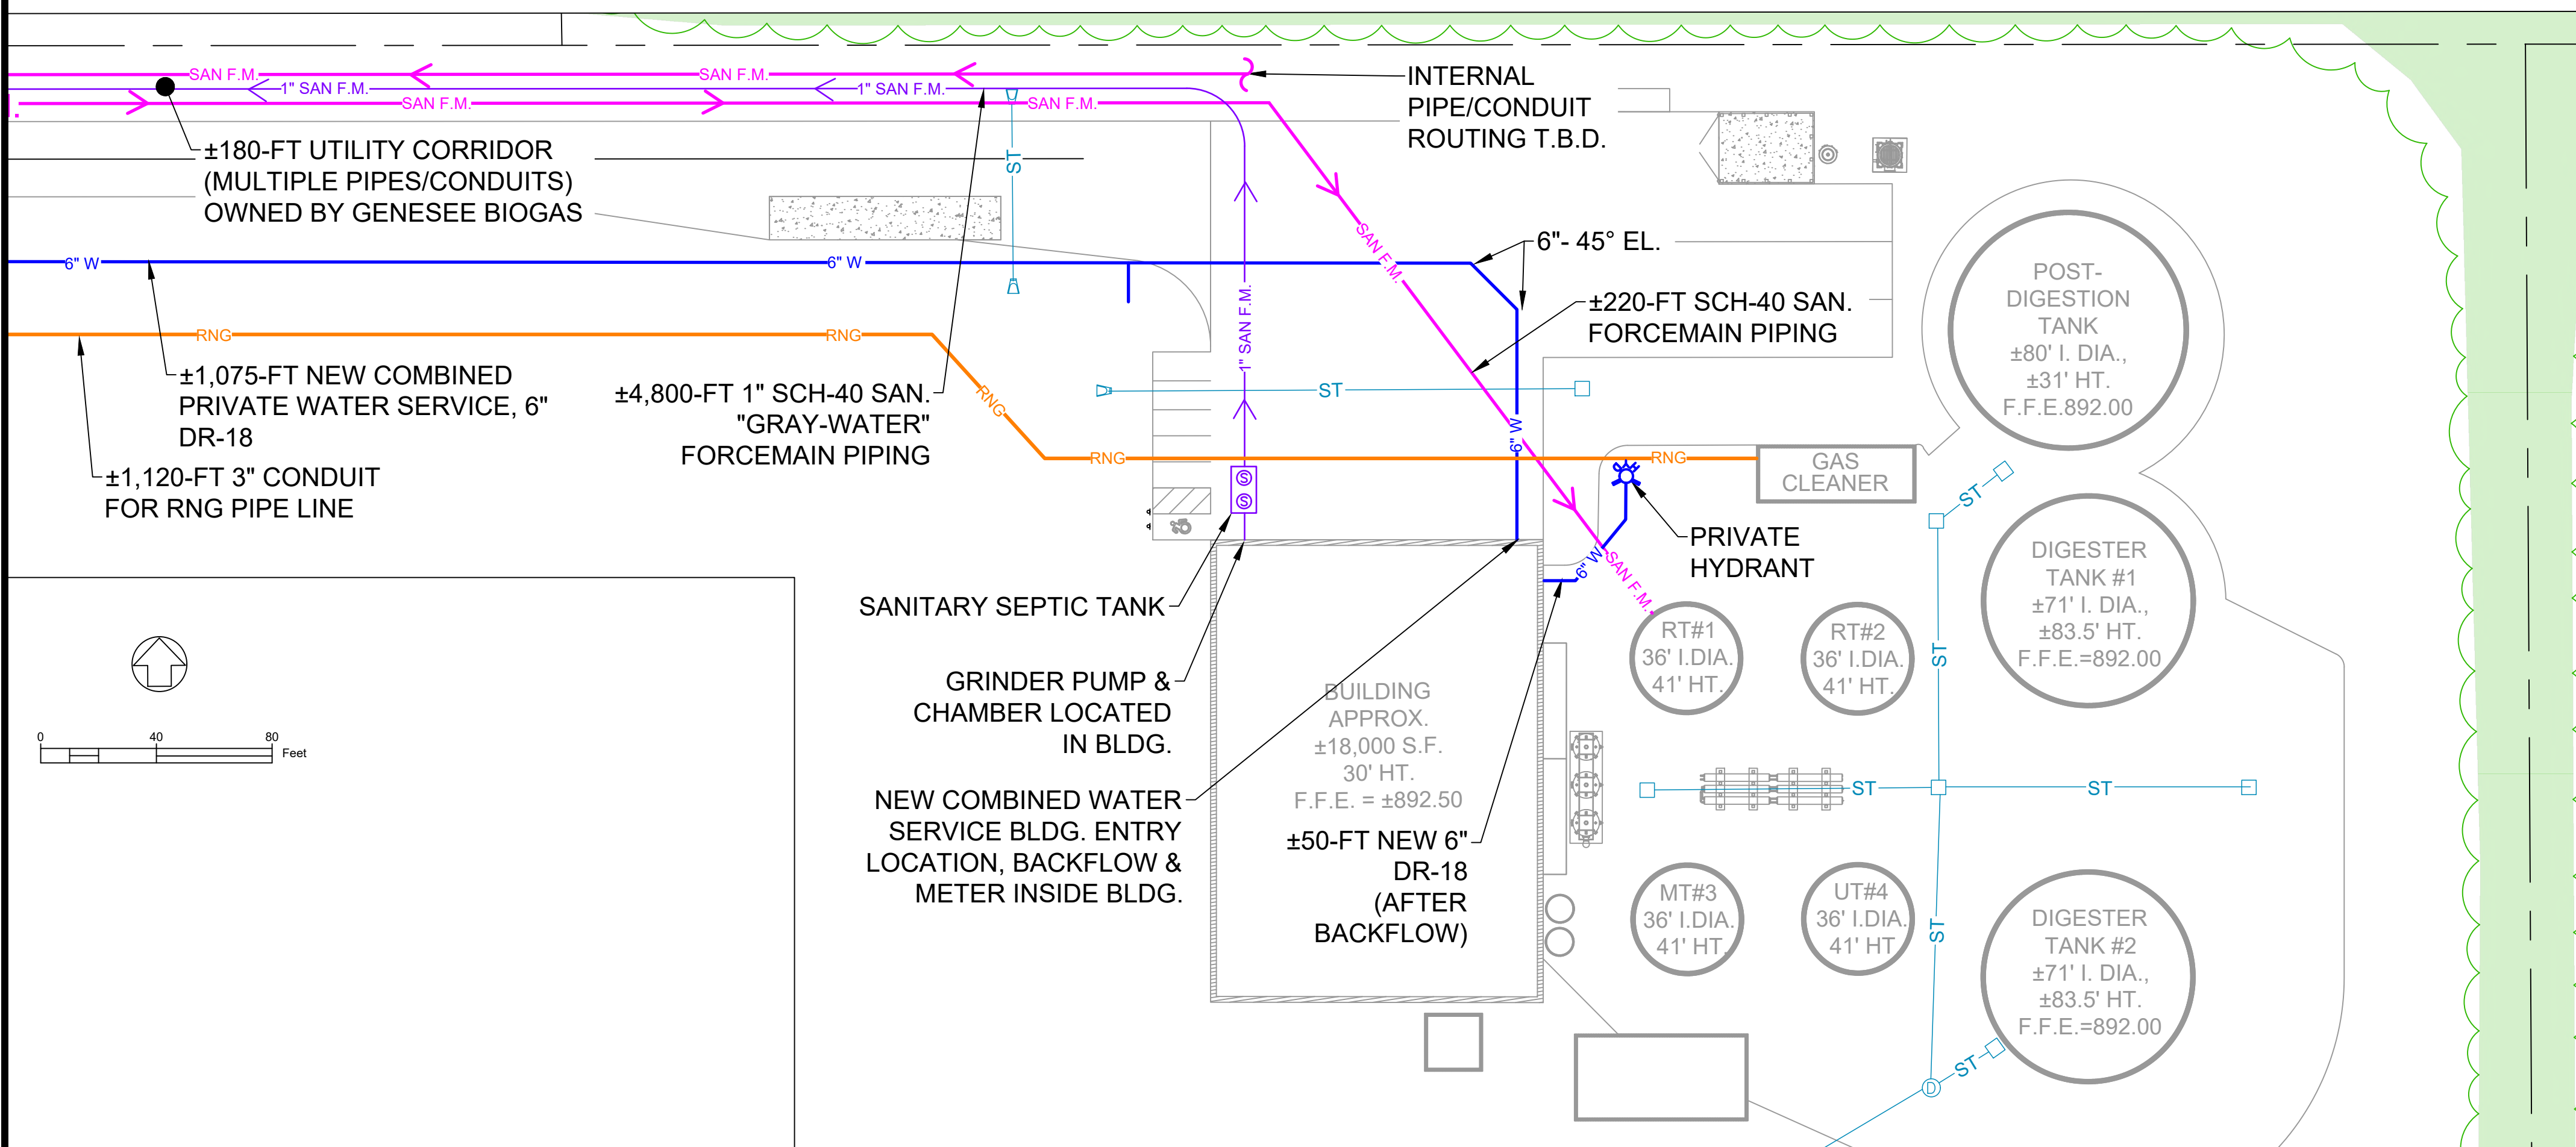 SAN F.M.
SAN F.M.
1" SAN F.M.
1" SAN F.M.
SAN F.M.
SAN F.M.
INTERNAL
PIPE/CONDUIT
ROUTING T.B.D.
±180-FT UTILITY CORRIDOR
(MULTIPLE PIPES/CONDUITS)
OWNED BY GENESEE BIOGAS
ST
SAN F.M.
6"- 45° EL.
6" W
6" W
±220-FT SCH-40 SAN.
FORCEMAIN PIPING
1" SAN F.M.
POST-
DIGESTION
TANK
±80' I. DIA.,
±31' HT.
F.F.E.892.00
RNG
RNG
RNG
±1,075-FT NEW COMBINED
PRIVATE WATER SERVICE, 6"
DR-18
±4,800-FT 1" SCH-40 SAN.
"GRAY-WATER"
FORCEMAIN PIPING
ST
6" W
±1,120-FT 3" CONDUIT
FOR RNG PIPE LINE
RNG
RNG
GAS
CLEANER
S
S
ST
PRIVATE
HYDRANT
6" W
SAN F.M.
DIGESTER
TANK #1
±71' I. DIA.,
±83.5' HT.
F.F.E.=892.00
SANITARY SEPTIC TANK
RT#1
36' I.DIA.
41' HT.
RT#2
36' I.DIA.
41' HT.
ST
GRINDER PUMP &
CHAMBER LOCATED
IN BLDG.
BUILDING
APPROX.
±18,000 S.F.
30' HT.
F.F.E. = ±892.50
0 40 80
Feet
NEW COMBINED WATER
SERVICE BLDG. ENTRY
LOCATION, BACKFLOW &
METER INSIDE BLDG.
±50-FT NEW 6"
DR-18
(AFTER
BACKFLOW)
ST
ST
MT#3
36' I.DIA.
41' HT.
UT#4
36' I.DIA.
41' HT
ST
DIGESTER
TANK #2
±71' I. DIA.,
±83.5' HT.
F.F.E.=892.00
ST
D